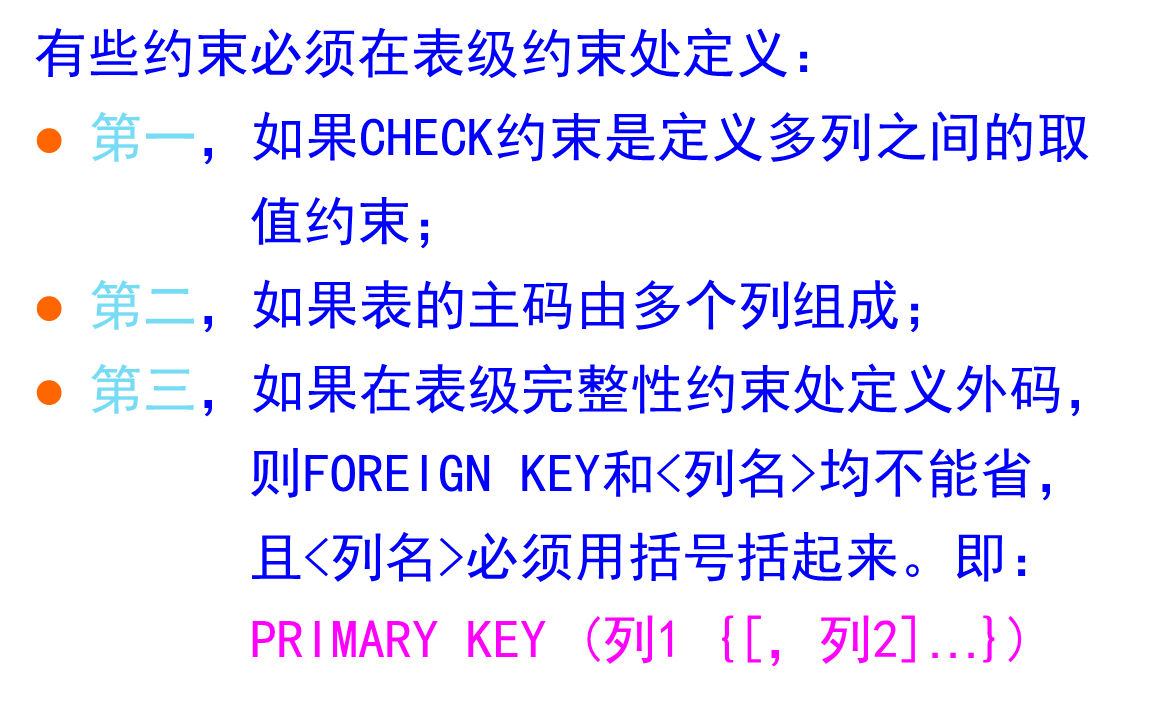 有些约束必须在表级约束处定义：
● 第一，如果CHECK约束是定义多列之间的取
值约束；
● 第二，如果表的主码由多个列组成；
● 第三，如果在表级完整性约束处定义外码，
则FOREIGN KEY和<列名>均不能省，
且<列名>必须用括号括起来。即：
PRIMARY KEY (列1 {[, 列2]…})